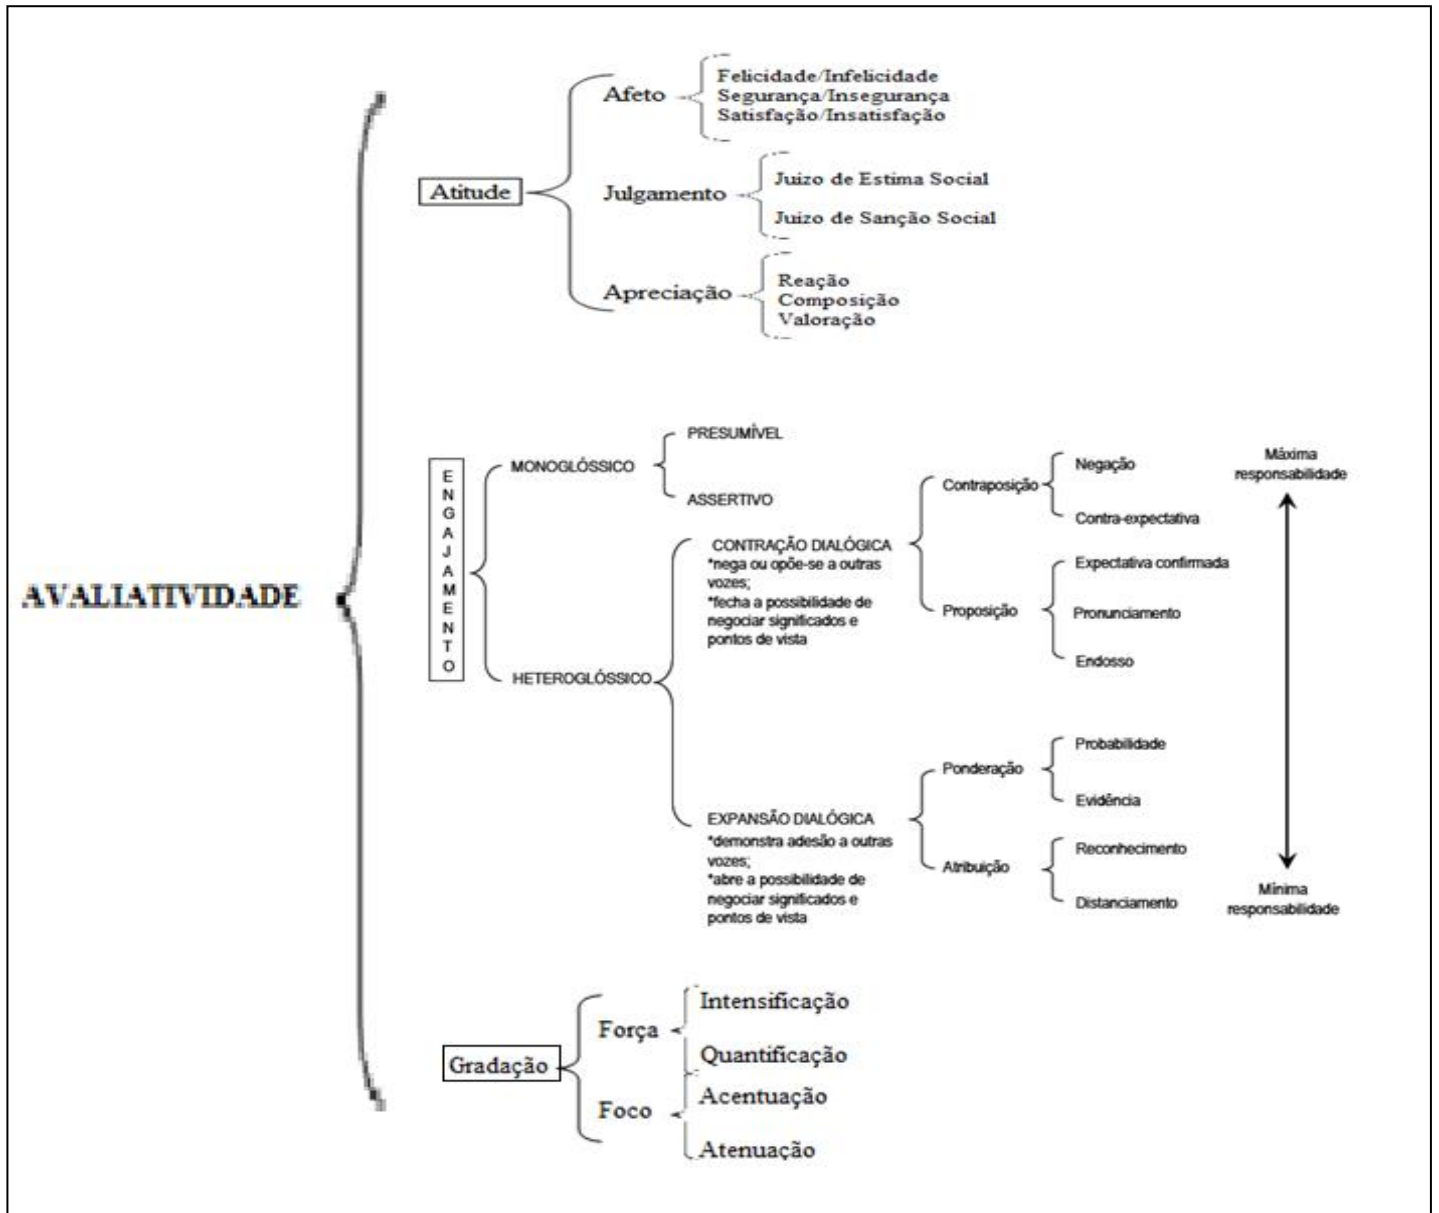 AVALIATIVIDADE
Atitude
Afeto
Felicidade/Infelicidade
Segurança/Insegurança
Satisfação/Insatisfação
Julgamento
Juizo de Estima Social
Juizo de Sanção Social
Apreciação
Reação
Composição
Valoração
ENGAJAMENTO
MONOGLÓSSICO
PRESUMÍVEL
ASSERTIVO
HETEROGLÓSSICO
CONTRAÇÃO DIALÓGICA
*nega ou opõe-se a outras
vozes;
*fecha a possibilidade de
negociar significados e
pontos de vista
Contraposição
Negação
Contra-expectativa
Proposição
Expectativa confirmada
Pronunciamento
Endosso
EXPANSÃO DIALÓGICA
*demonstra adesão a outras
vozes;
*abre a possibilidade de
negociar significados e
pontos de vista
Ponderação
Probabilidade
Evidência
Atribuição
Reconhecimento
Distanciamento
Máxima
responsabilidade
Mínima
responsabilidade
Gradação
Força
Intensificação
Quantificação
Foco
Acentuação
Atenuação